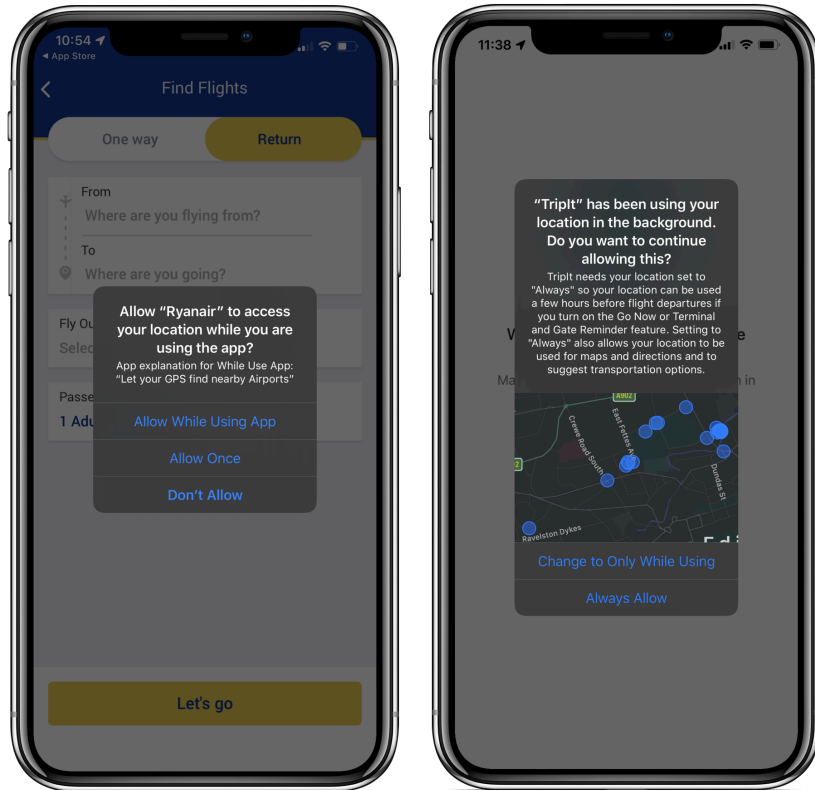 10:54
◀ App Store
Find Flights
One way
Return
From
Where are you flying from?
To
Where are you going?
Fly Ou
Selec
Passe
1 Adu
Allow “Ryanair” to access
your location while you are
using the app?
App explanation for While Use App:
“Let your GPS find nearby Airports”
Allow While Using App
Allow Once
Don’t Allow
Let's go
11:38
“TripIt” has been using your
location in the background.
Do you want to continue
allowing this?
TripIt needs your location set to
"Always" so your location can be used
a few hours before flight departures if
you turn on the Go Now or Terminal
and Gate Reminder feature. Setting to
"Always" also allows your location to be
used for maps and directions and to
suggest transportation options.
W
e
Ma
n in
A902
Crewe Road South
East Fettes Av
2
Dundas St
Ravelston Dykes
Edi
Change to Only While Using
Always Allow